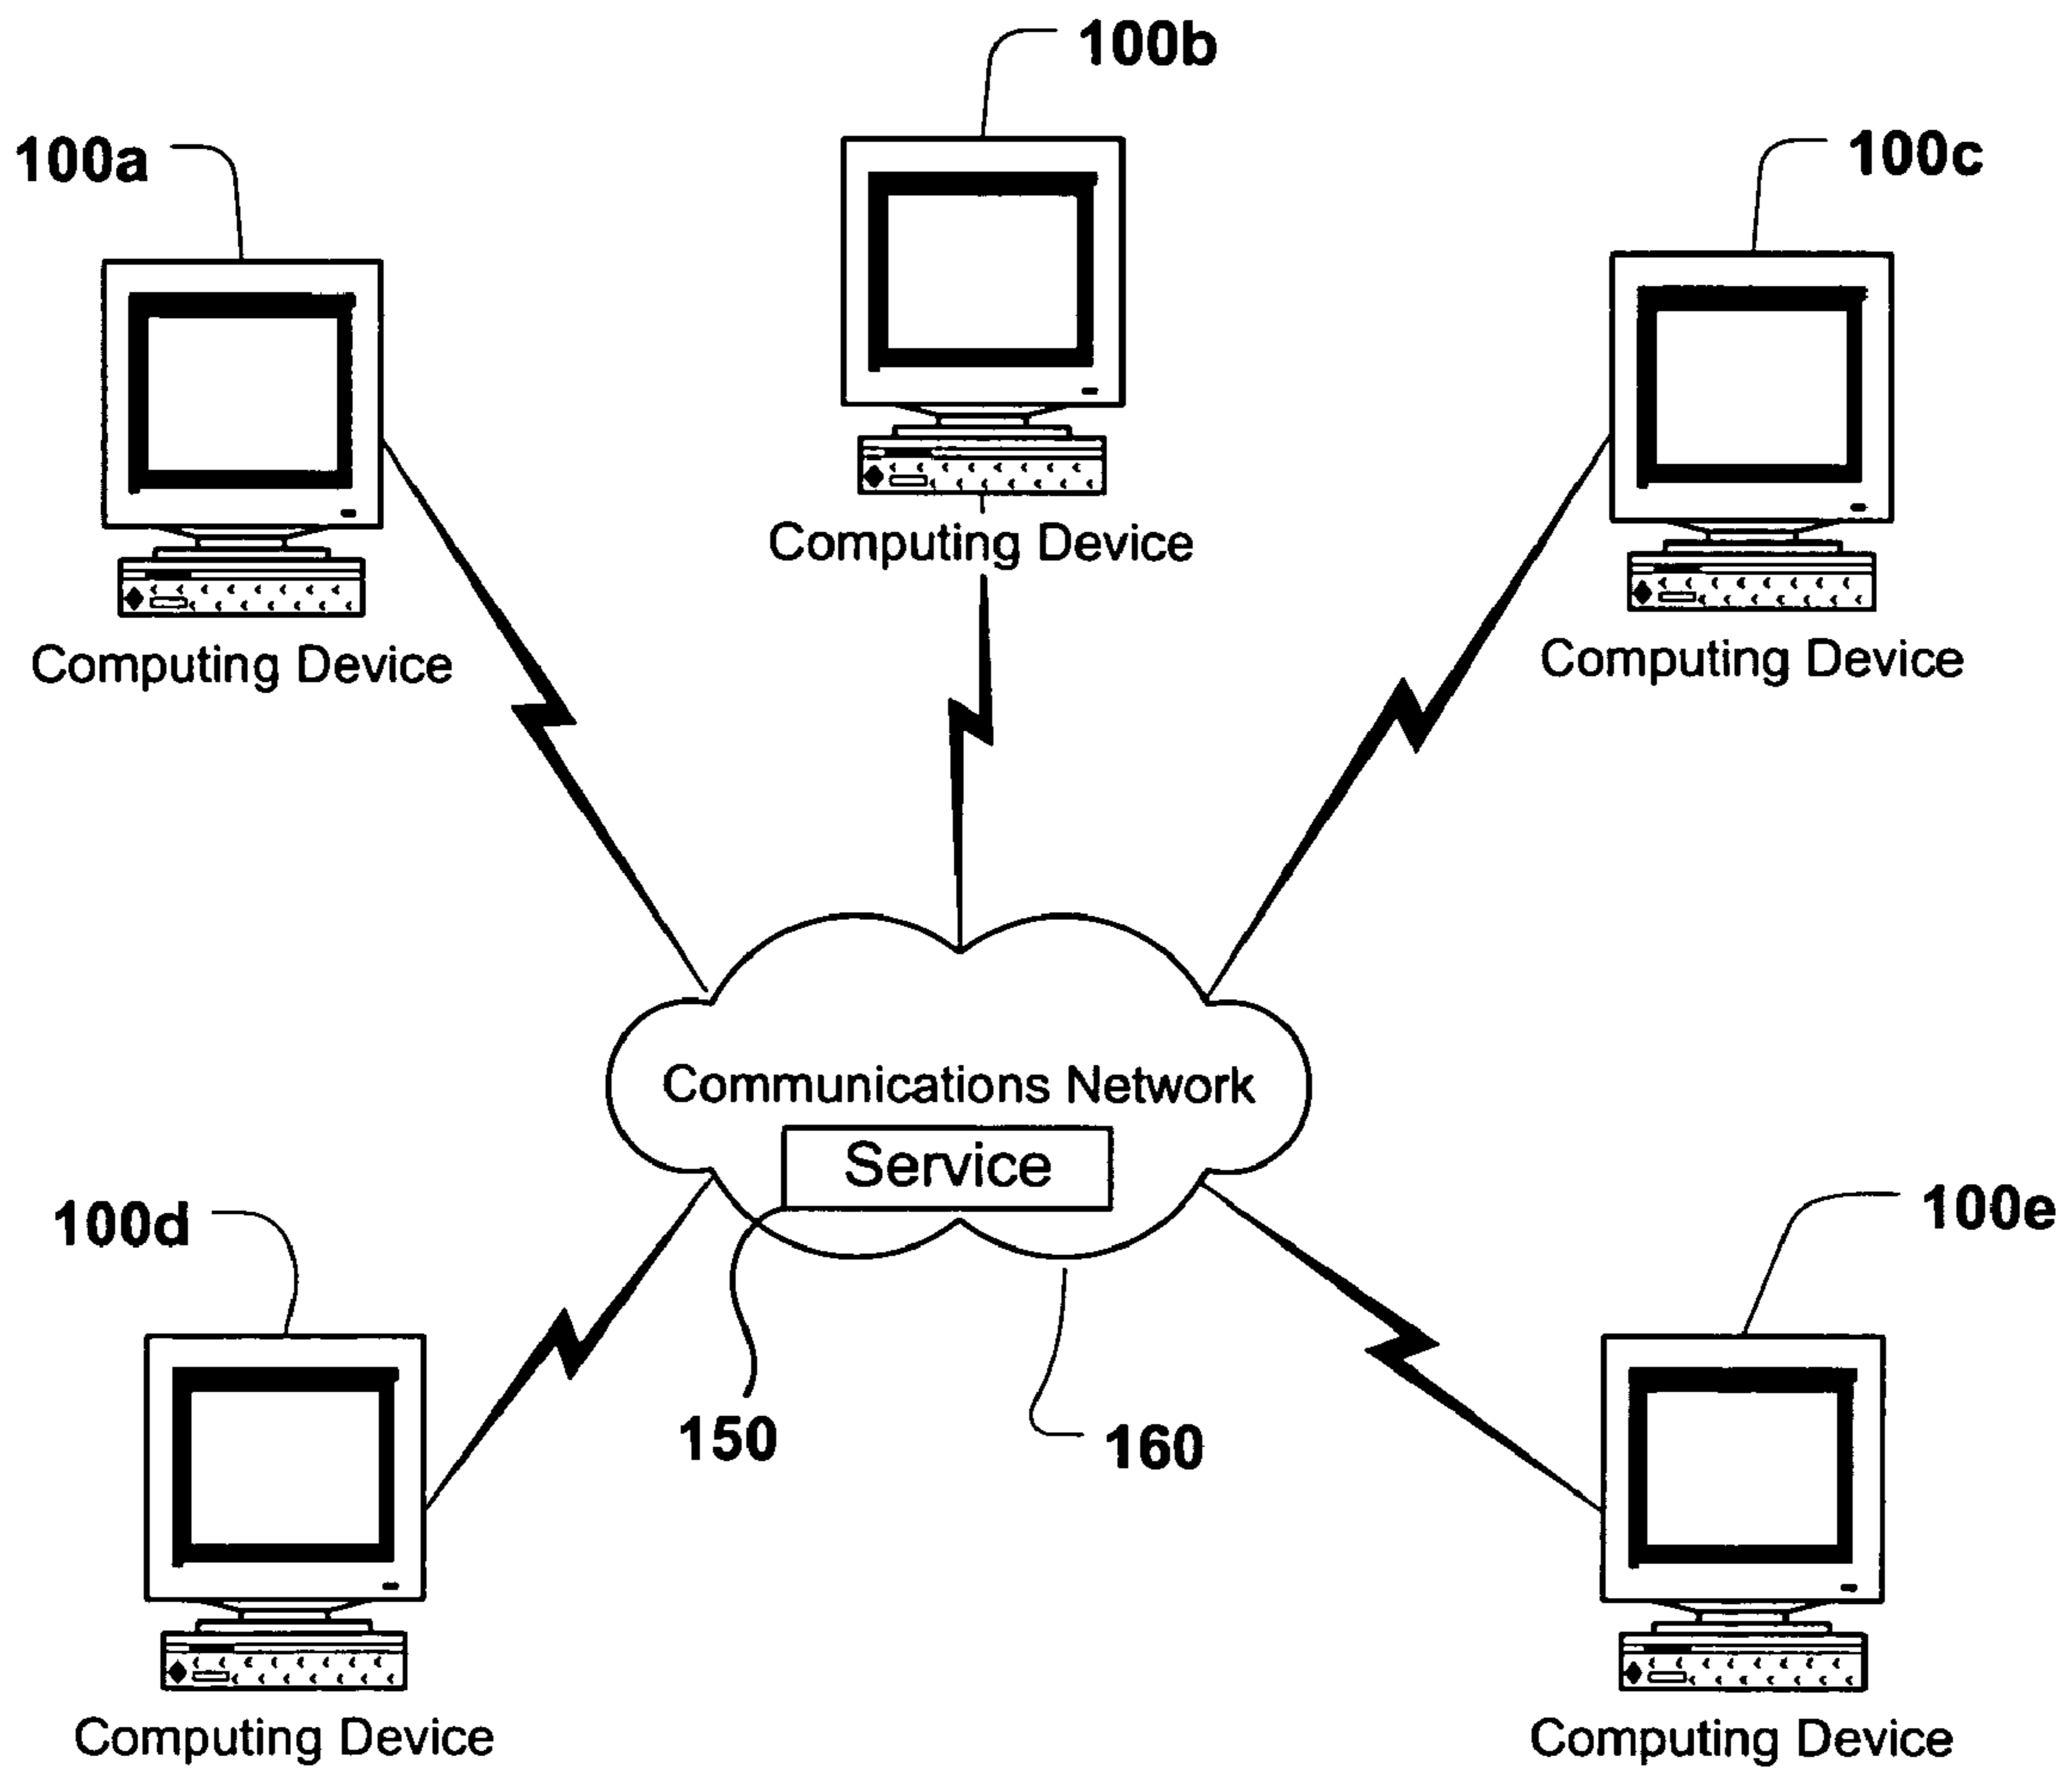 100b
100a
100c
Computing Device
Computing Device
Computing Device
Communications Network
Service
100d
100e
150
160
Computing Device
Computing Device